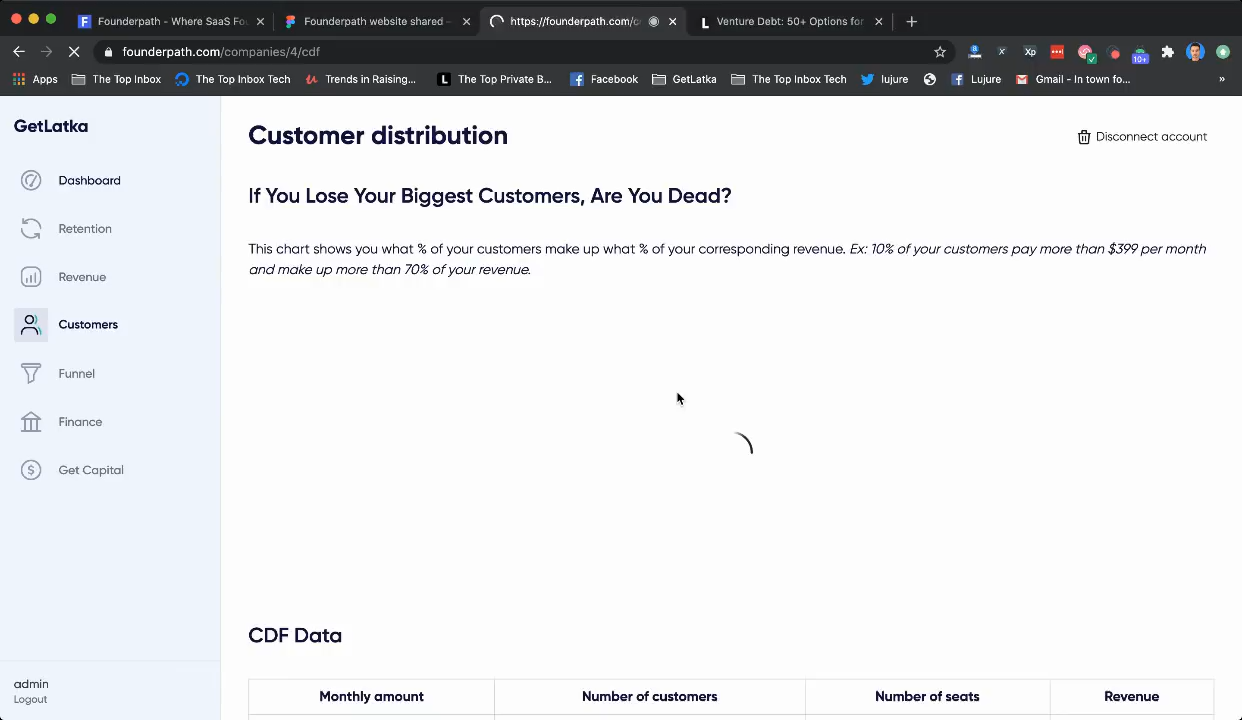 Founderpath - Where SaaS Fou
Founderpath website shared –
https://founderpath.com/c
L Venture Debt: 50+ Options for
founderpath.com/companies/4/cdf
Xp
10+
Apps
The Top Inbox
The Top Inbox Tech
Trends in Raising...
L The Top Private B...
Facebook
GetLatka
The Top Inbox Tech
lujure
Lujure
Gmail - In town fo...
»
GetLatka
Dashboard
Retention
Revenue
Customers
Funnel
Finance
Get Capital
admin
Logout
Customer distribution
Disconnect account
If You Lose Your Biggest Customers, Are You Dead?
This chart shows you what % of your customers make up what % of your corresponding revenue. Ex: 10% of your customers pay more than $399 per month
and make up more than 70% of your revenue.
CDF Data
Monthly amount Number of customers Number of seats Revenue